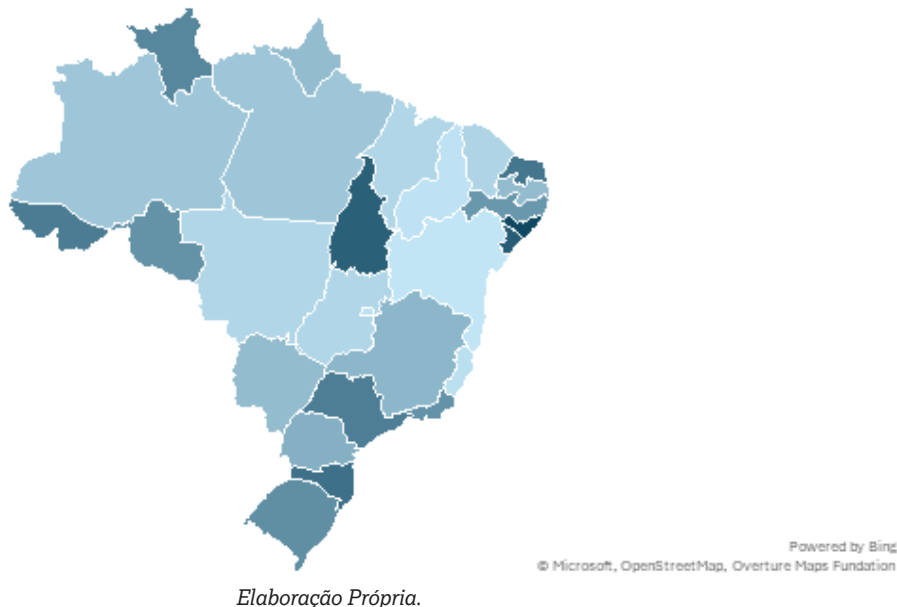 Powered by Bing
© Microsoft, OpenStreetMap, Overture Maps Fundation
Elaboração Própria.